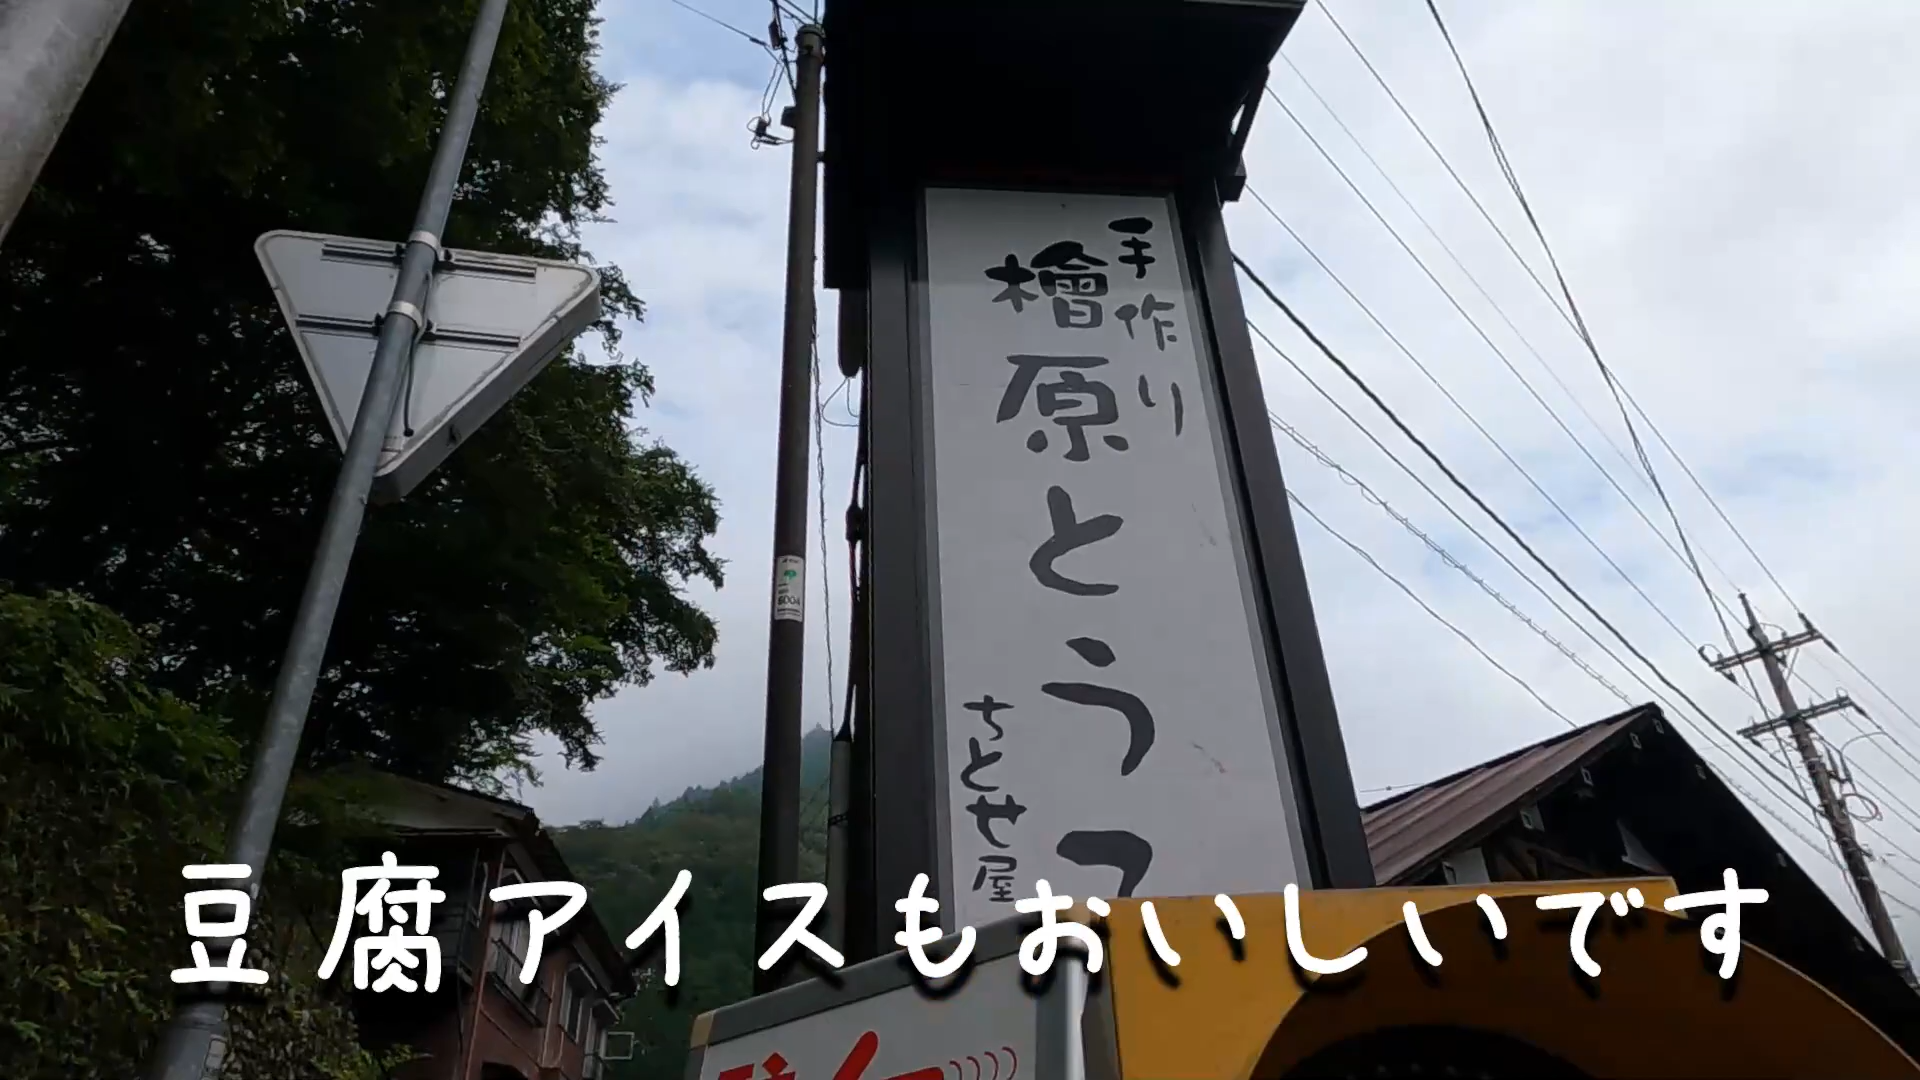 手作り
檜原とうふ
ちとせ屋
豆腐アイスもおいしいです